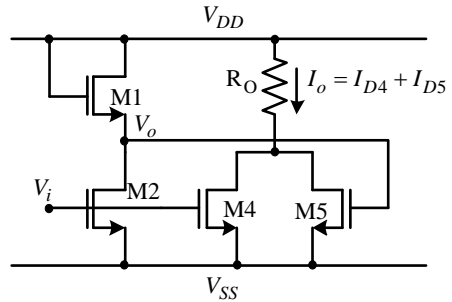 V_DD
R_O
I_o = I_D4 + I_D5
M1
V_o
V_i
M2
M4
M5
V_SS